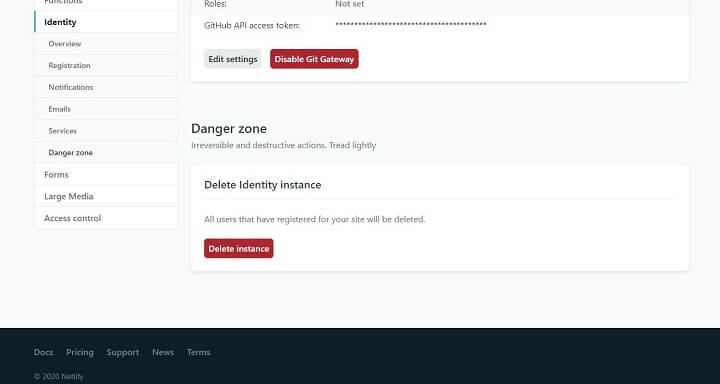 Functions
Identity
Overview
Registration
Notifications
Emails
Services
Danger zone
Forms
Large Media
Access control
Roles: Not set
GitHub API access token: ****************************************
Edit settings Disable Git Gateway
Danger zone
Irreversible and destructive actions. Tread lightly
Delete Identity instance
All users that have registered for your site will be deleted.
Delete instance
Docs Pricing Support News Terms
© 2020 Netlify